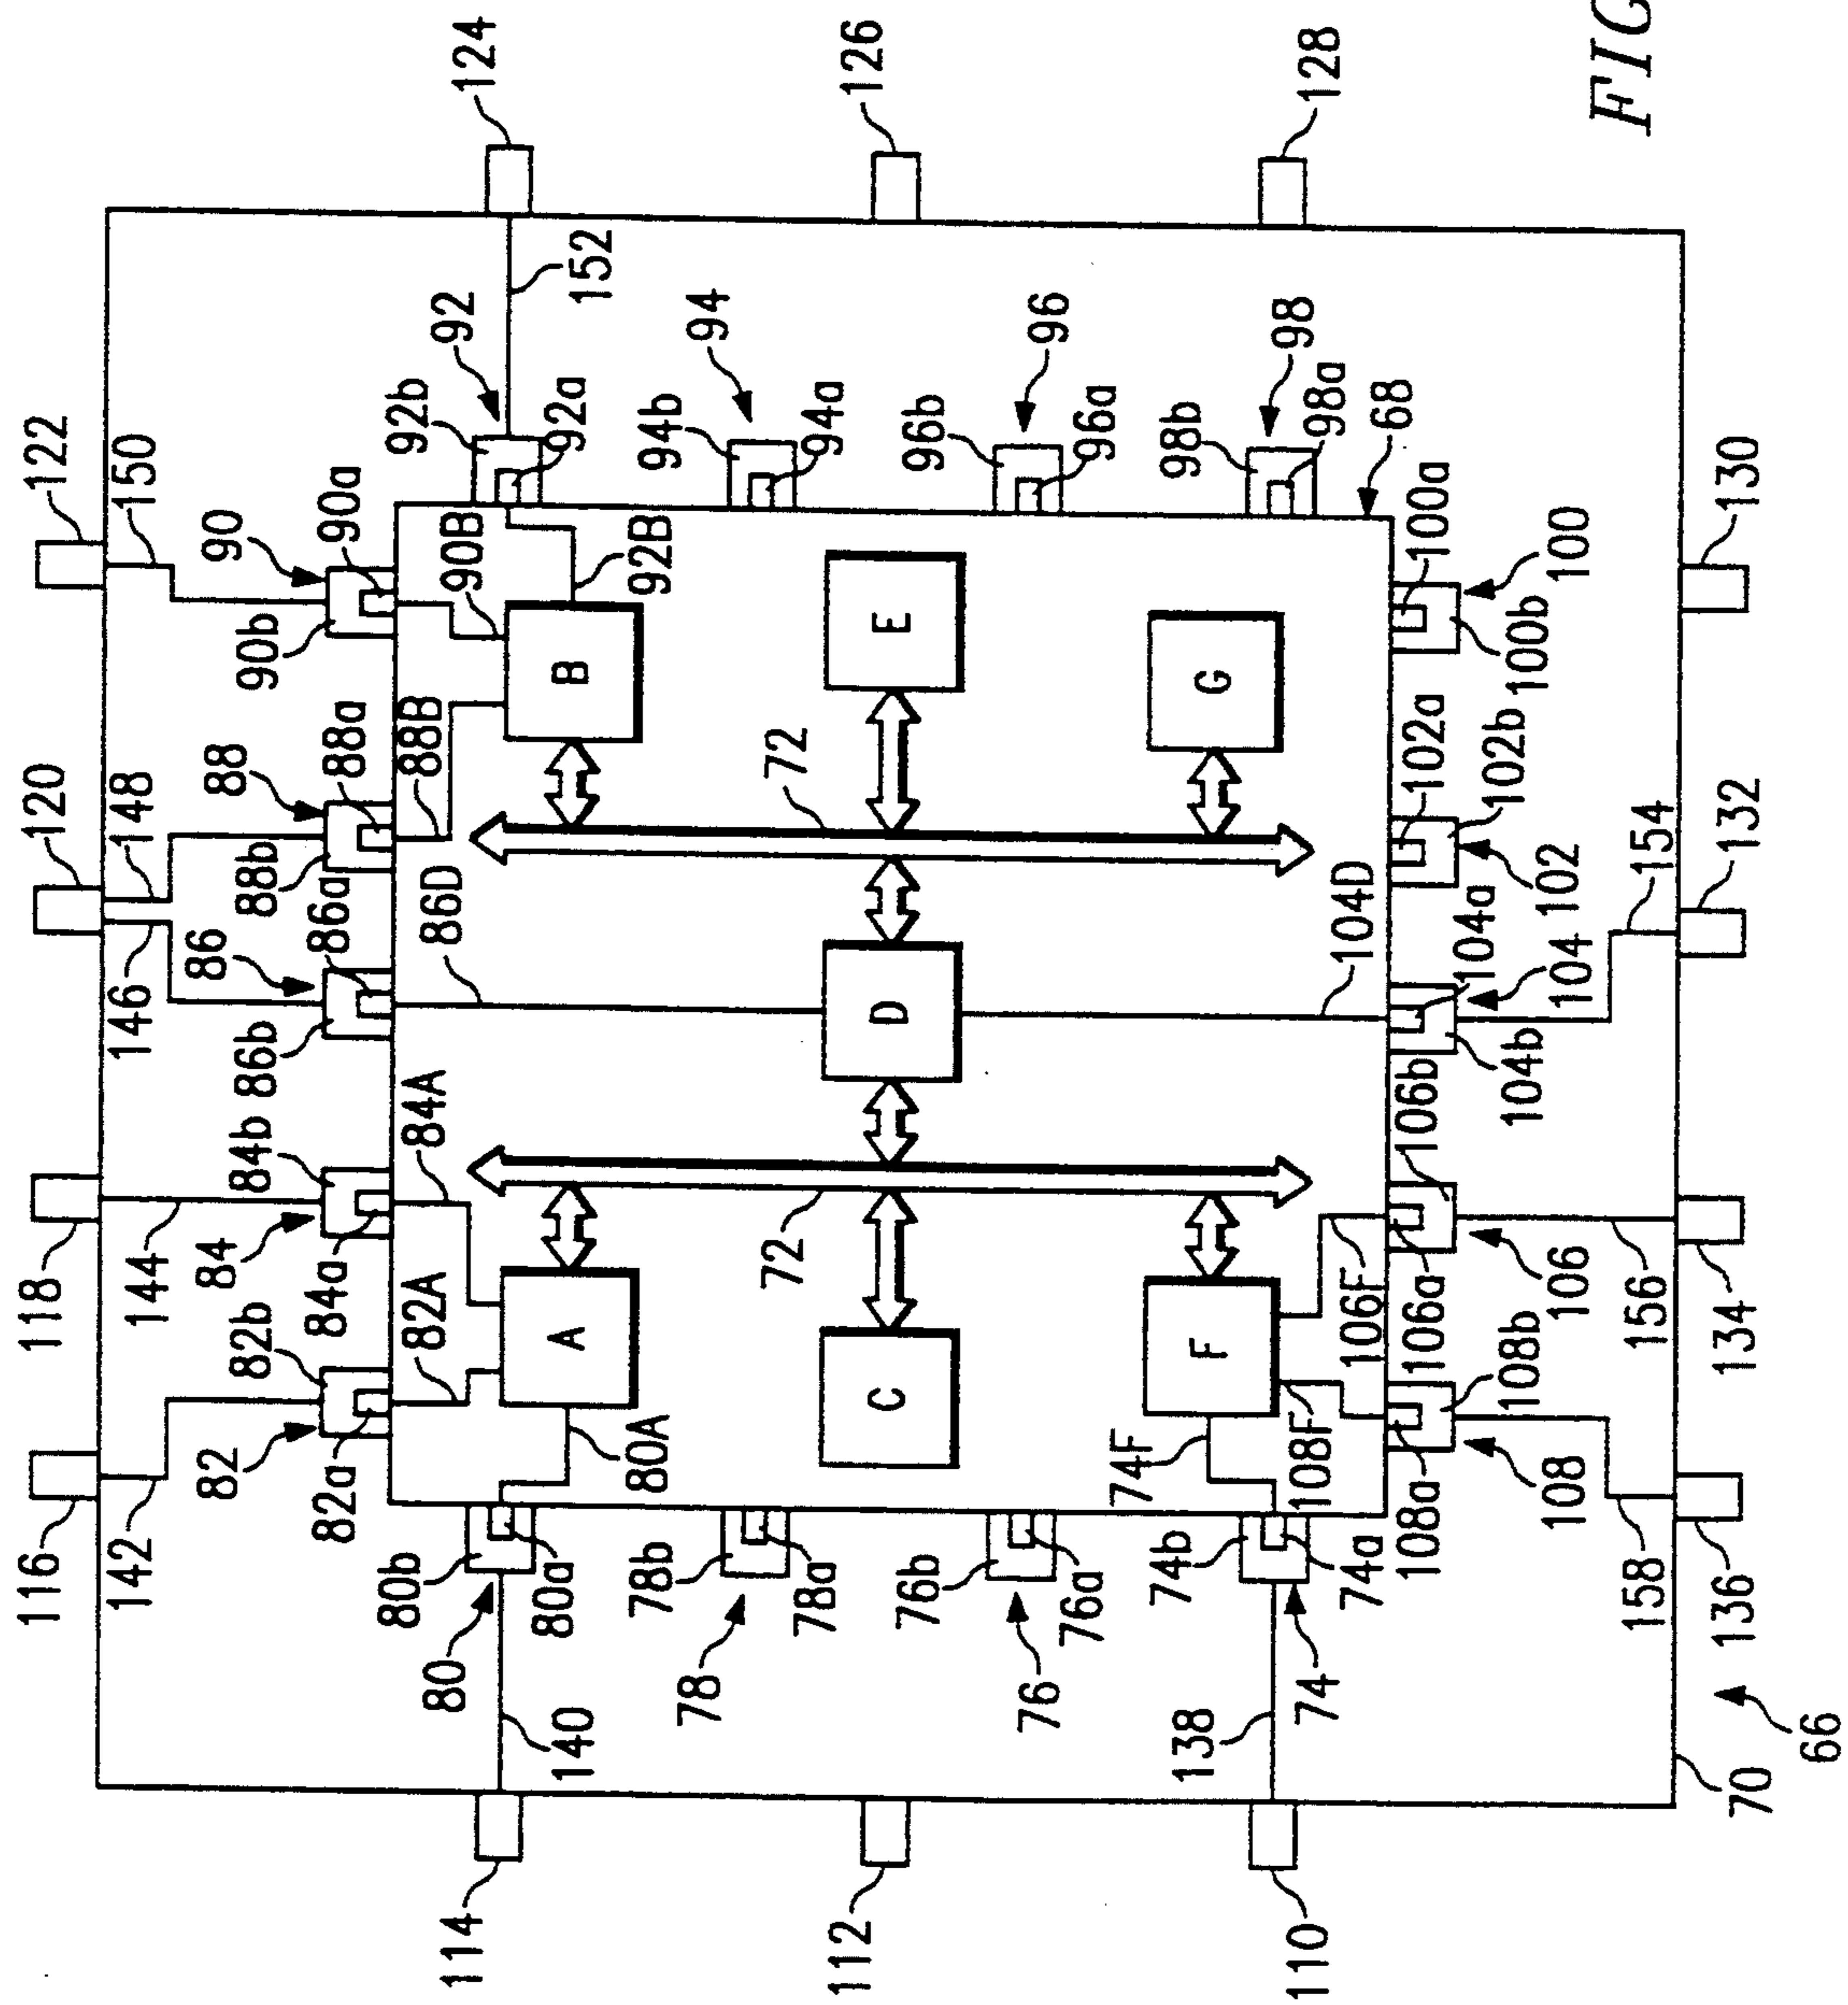 116 118 120 122
142 144 146 148 150
82 84 86 88 90
82b 84b 86b 88b 90b
82a 84a 86a 88a 90a
80b 82A 84A 86D 88B 92b
114 80 90B 92 124
80a A B 92a
140 152
78b 80A 92B 94b
78 94
72 72
78a 94a
112 126
76b C D E 96b
76 96
76a 96a
74F
74b 98b
138 F G
110 74 108F 98 128
74a 106F 104D 98a
68
108a 106a 106b 102a 100a
104a
108b 104b 102b 100b
108 106 104 102 100
158 156 154
136 134 132 130
70
66
FIG